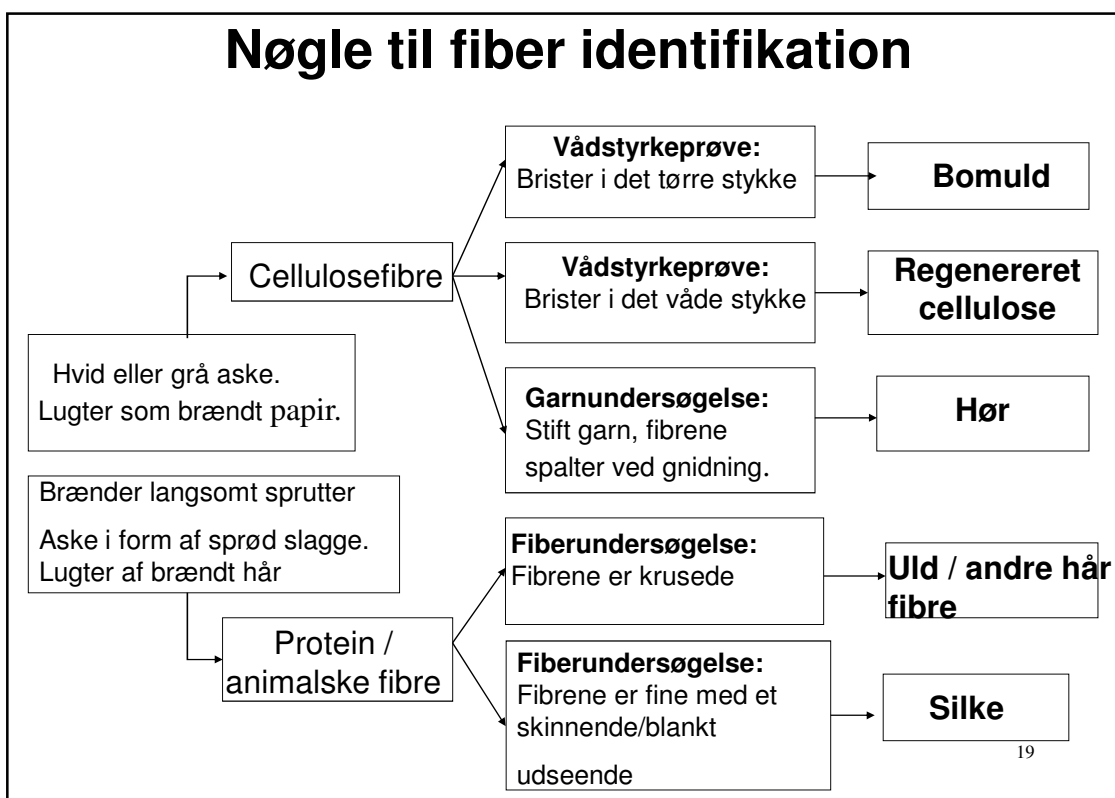 Nøgle til fiber identifikation
Vådstyrkeprøve:
Brister i det tørre stykke
Bomuld
Cellulosefibre
Vådstyrkeprøve:
Brister i det våde stykke
Regenereret
cellulose
Hvid eller grå aske.
Lugter som brændt papir.
Garnundersøgelse:
Stift garn, fibrene
spalter ved gnidning.
Hør
Brænder langsomt sprutter
Aske i form af sprød slagge.
Lugter af brændt hår
Fiberundersøgelse:
Fibrene er krusede
Uld / andre hår
fibre
Protein /
animalske fibre
Fiberundersøgelse:
Fibrene er fine med et
skinnende/blankt
udseende
Silke
19